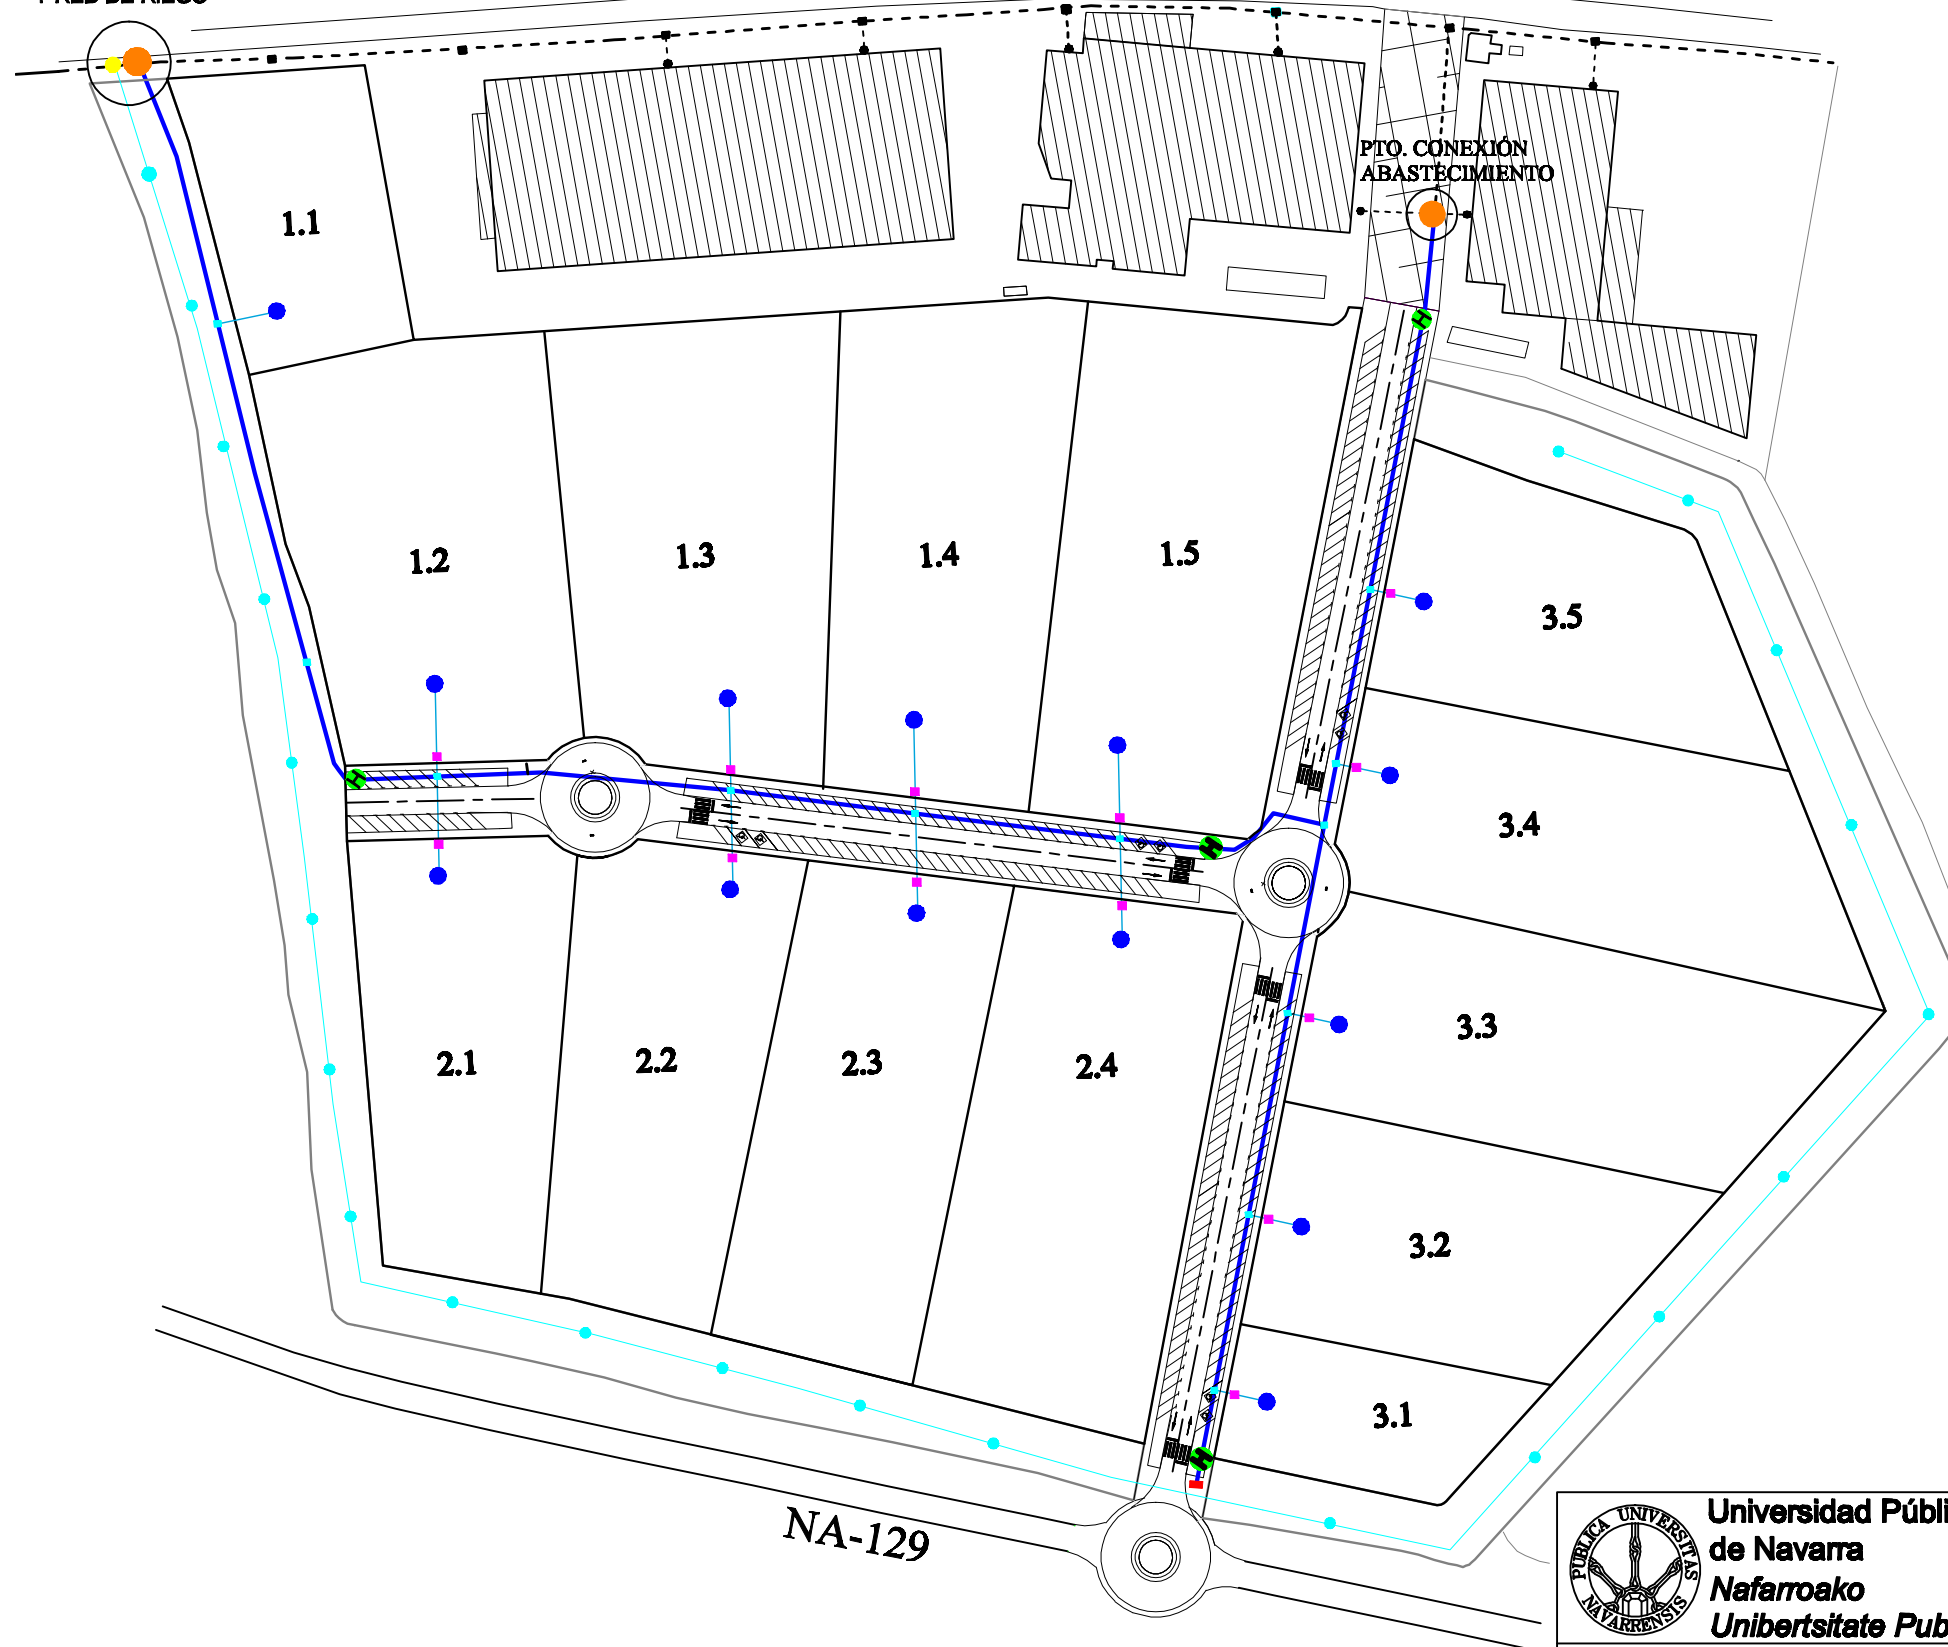 PTO. CONEXIÓN
ABASTECIMIENTO
1.1
1.2
1.3
1.4
1.5
3.5
3.4
3.3
2.1
2.2
2.3
2.4
3.2
3.1
NA-129
H
H
H
H
PUBLICA UNIVERSITAS
NAVARRENSIS
Universidad Públi
de Navarra
Nafarroako
Unibertsitate Pub